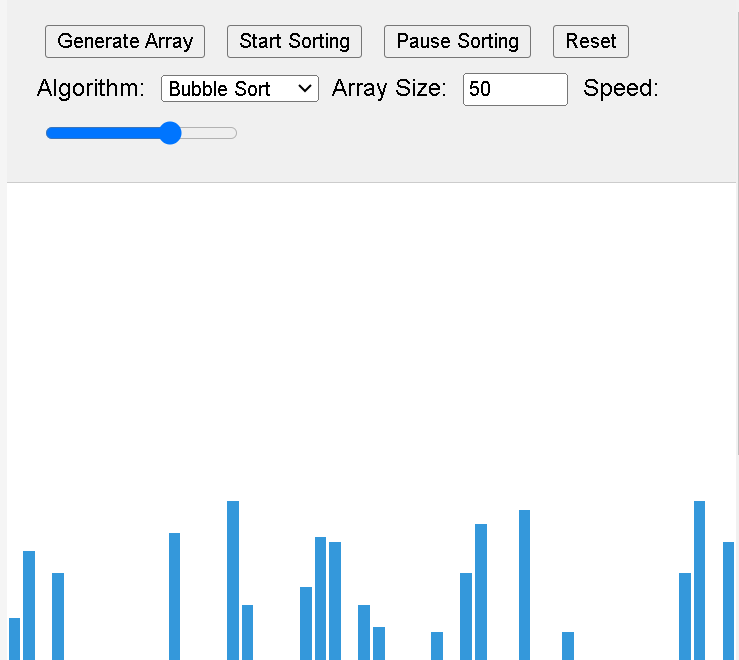 Generate Array Start Sorting Pause Sorting Reset
Algorithm: Bubble Sort Array Size: 50 Speed: